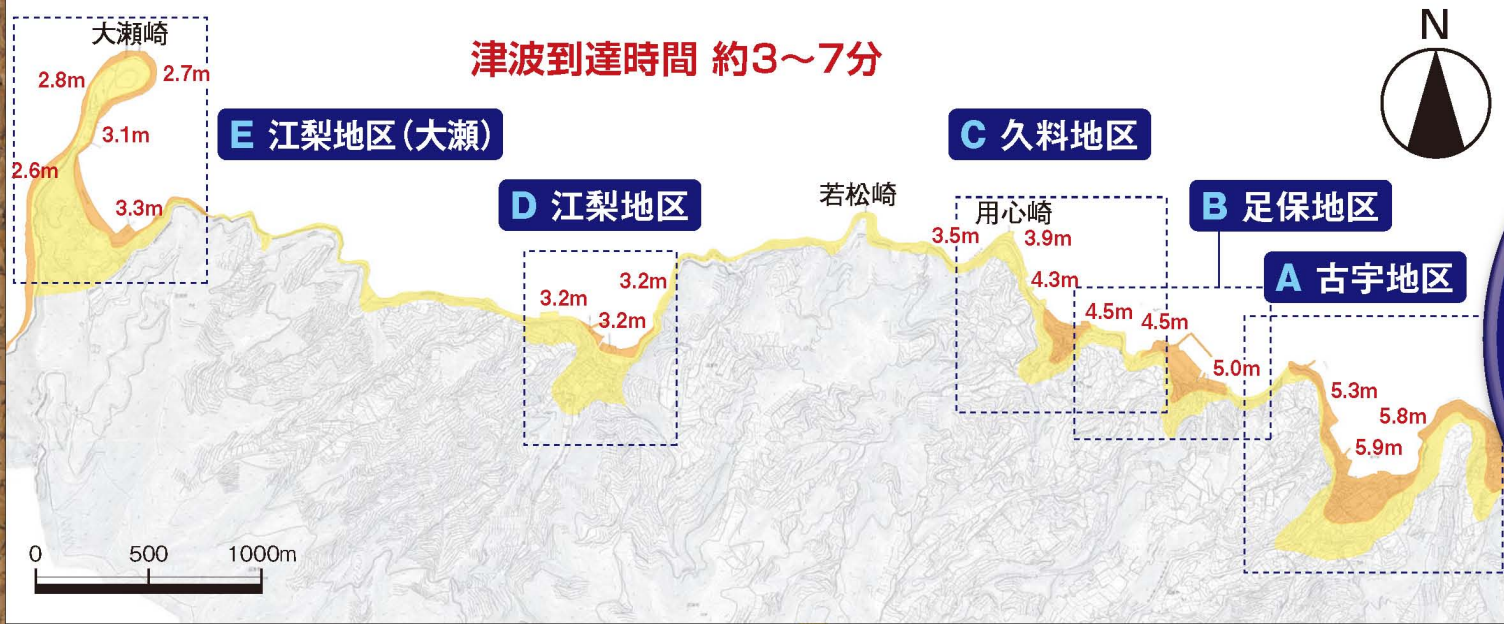 大瀬崎
津波到達時間 約3～7分
N
2.8m
2.7m
3.1m
2.6m
3.3m
E 江梨地区(大瀬)
D 江梨地区
C 久料地区
B 足保地区
A 古宇地区
若松崎
用心崎
3.2m
3.2m
3.2m
3.5m
3.9m
4.3m
4.5m
4.5m
5.0m
5.3m
5.8m
5.9m
0 500 1000m